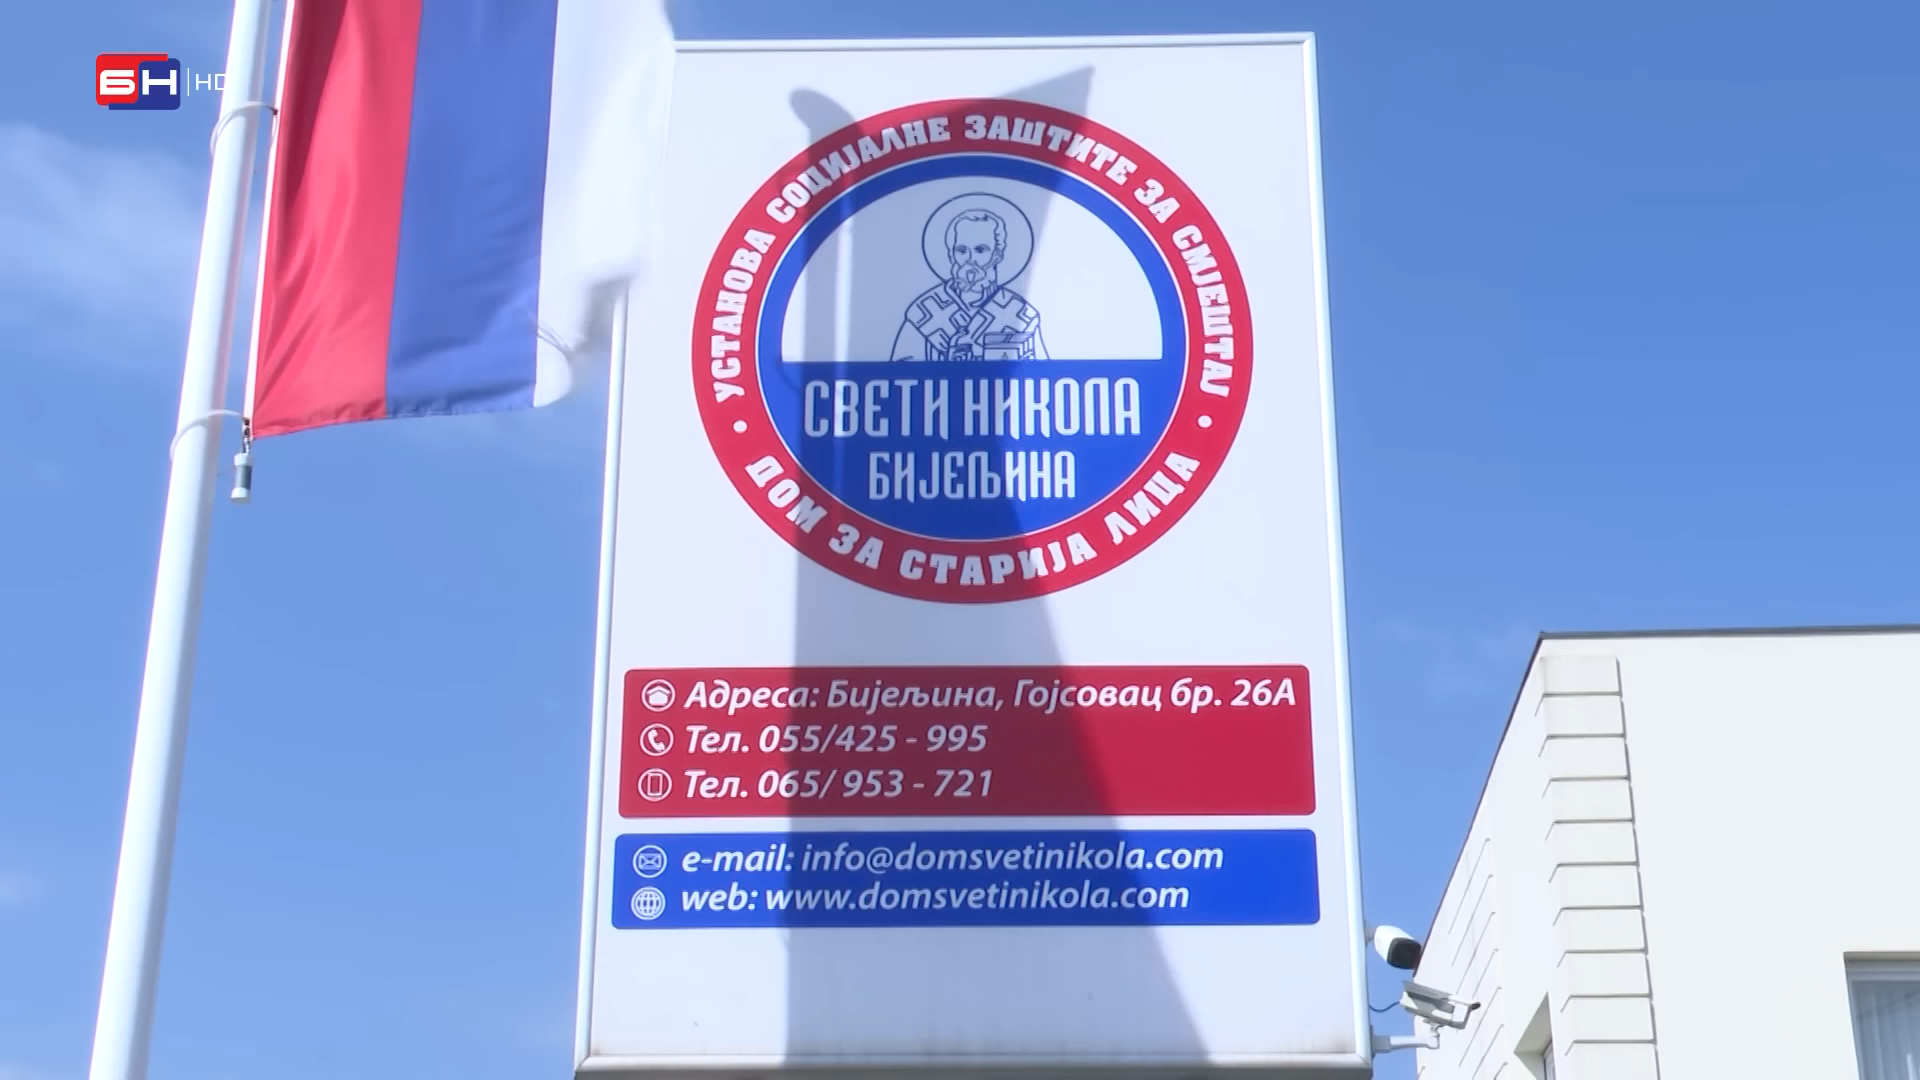 БН HD
УСТАНОВА СОЦИЈАЛНЕ ЗАШТИТЕ ЗА СМЈЕШТАЈ
СВЕТИ НИКОЛА
БИЈЕЉИНА
• ДОМ ЗА СТАРИЈА ЛИЦА •
Адреса: Бијељина, Гојсовац бр. 26А
Тел. 055/425 - 995
Тел. 065/ 953 - 721
e-mail: info@domsvetinikola.com
web: www.domsvetinikola.com